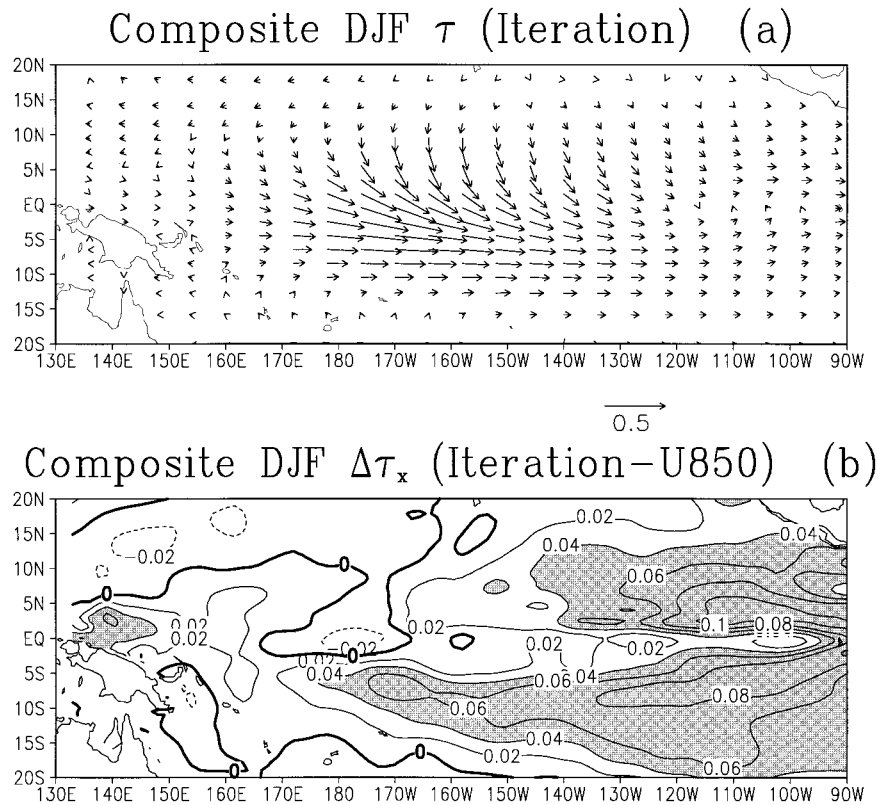 Composite DJF τ (Iteration) (a)
20N
15N
10N
5N
EQ
5S
10S
15S
20S
130E 140E 150E 160E 170E 180 170W 160W 150W 140W 130W 120W 110W 100W 90W
0.5
Composite DJF Δτx (Iteration-U850) (b)
20N
0.02
-0.02
15N
0.04
10N
0
0.06
5N
0
0.02
0.02
0.1
0.08
EQ
0.02
-0.02
0.02
0.02
0
0.02
0.04
5S
0.04
0.06
0.08
10S
0.06
15S
0.04
0.02
0.06
0
0
20S
130E 140E 150E 160E 170E 180 170W 160W 150W 140W 130W 120W 110W 100W 90W